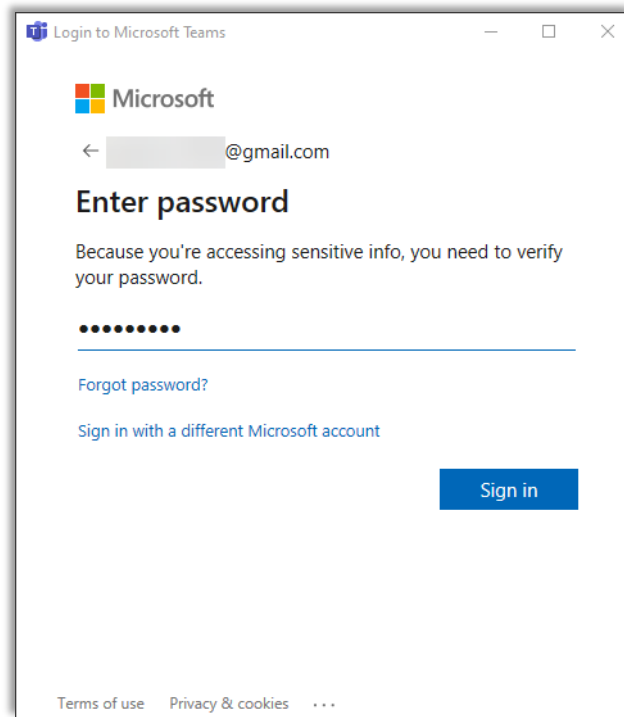 Login to Microsoft Teams
Microsoft
@gmail.com
Enter password
Because you're accessing sensitive info, you need to verify
your password.
•••••••••
Forgot password?
Sign in with a different Microsoft account
Sign in
Terms of use Privacy & cookies ...